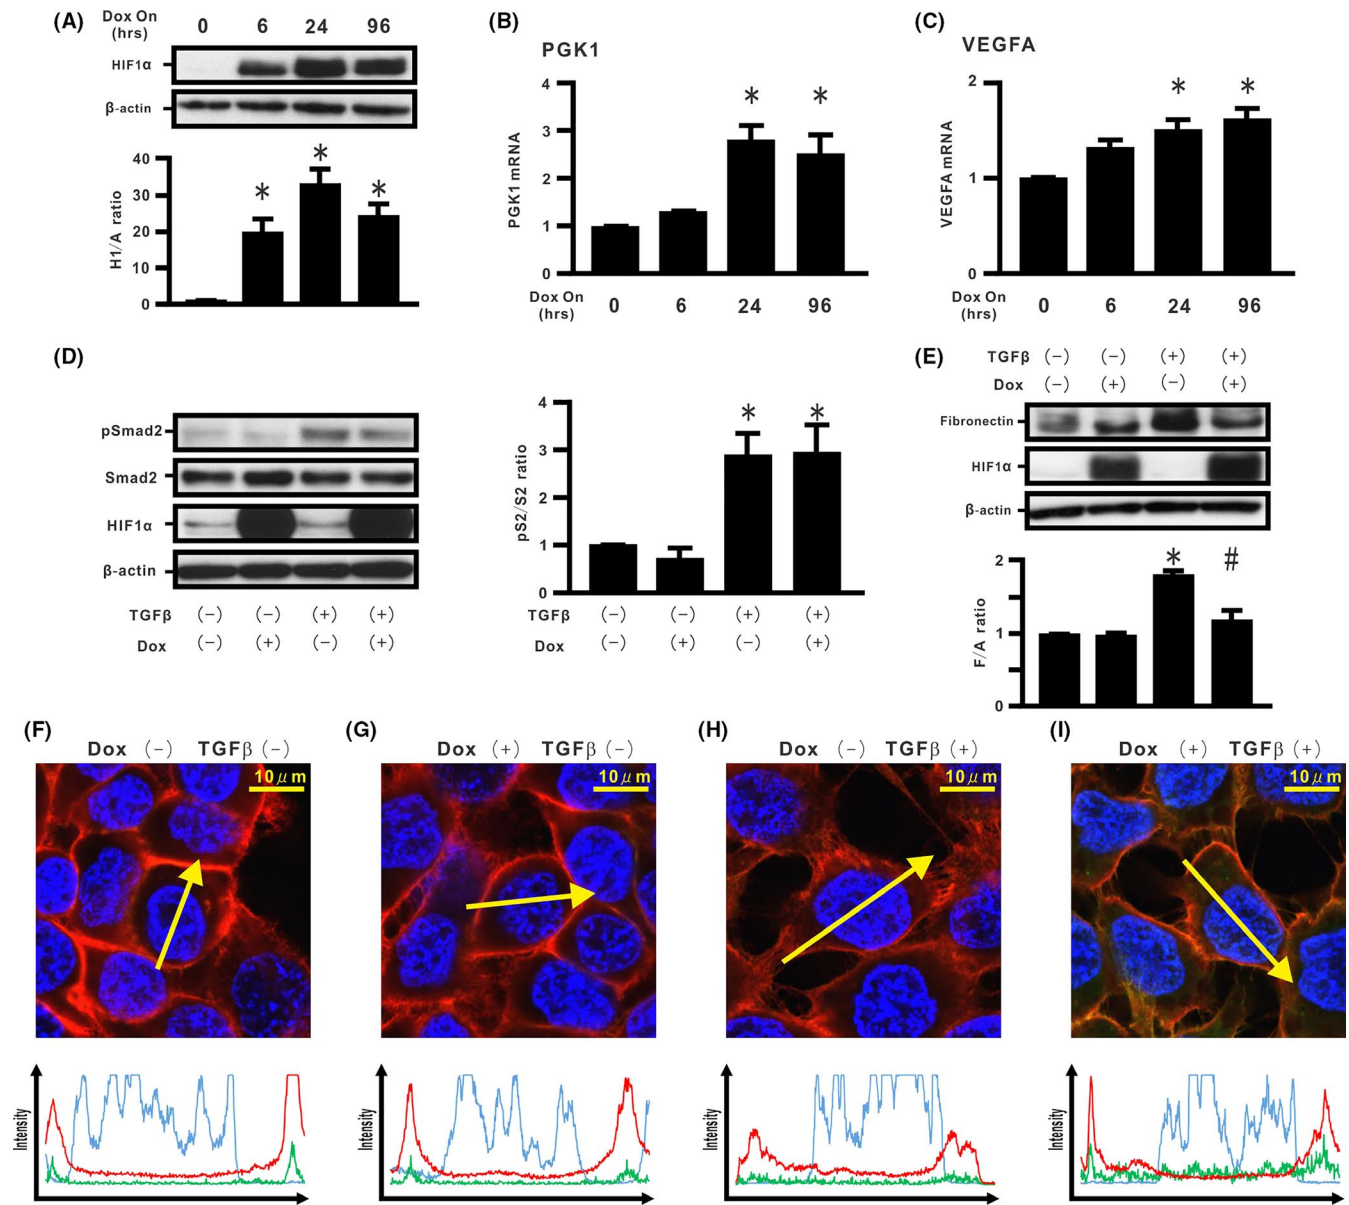 (A)
Dox On
(hrs)
0 6 24 96
HIF1α
β-actin
H1/A ratio
40
30
20
10
0
* * *
(B)
PGK1
PGK1 mRNA
4
3
2
1
0
* *
Dox On
(hrs)
0 6 24 96
(C)
VEGFA
VEGFA mRNA
2
1
0
* *
Dox On
(hrs)
0 6 24 96
(D)
pSmad2
Smad2
HIF1α
β-actin
TGFβ (−) (−) (+) (+)
Dox (−) (+) (−) (+)
pS2/S2 ratio
4
3
2
1
0
* *
TGFβ (−) (−) (+) (+)
Dox (−) (+) (−) (+)
(E)
TGFβ (−) (−) (+) (+)
Dox (−) (+) (−) (+)
Fibronectin
HIF1α
β-actin
F/A ratio
2
1
0
* #
(F)
Dox (−) TGFβ (−)
10μm
Intensity
(G)
Dox (+) TGFβ (−)
10μm
Intensity
(H)
Dox (−) TGFβ (+)
10μm
Intensity
(I)
Dox (+) TGFβ (+)
10μm
Intensity